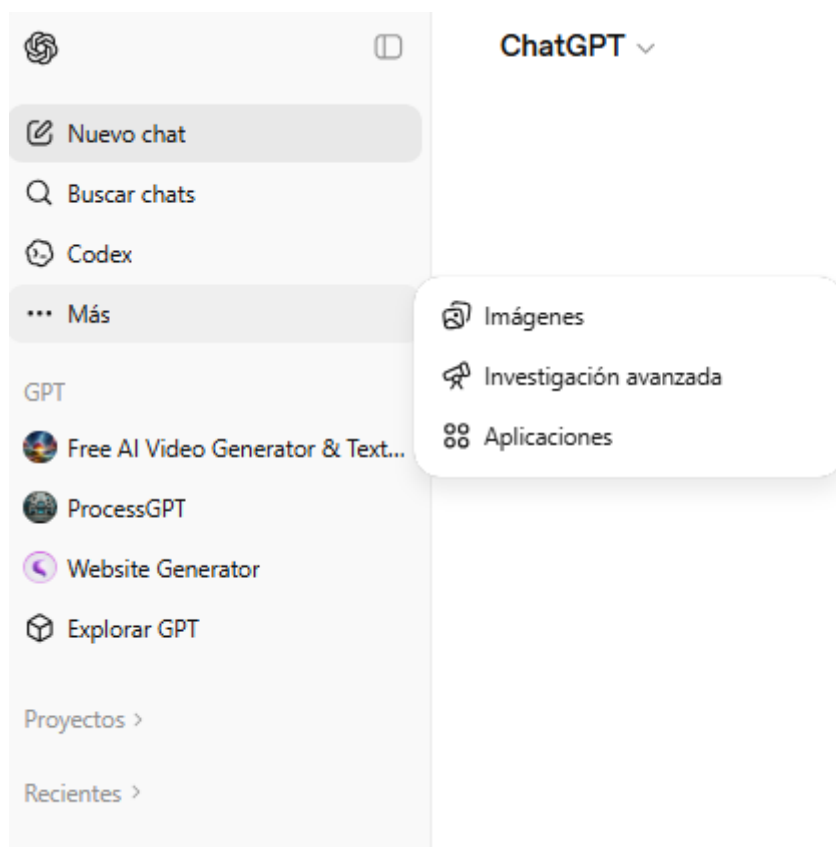 ChatGPT
Nuevo chat
Buscar chats
Codex
Más
Imágenes
Investigación avanzada
Aplicaciones
GPT
Free AI Video Generator & Text...
ProcessGPT
Website Generator
Explorar GPT
Proyectos >
Recientes >